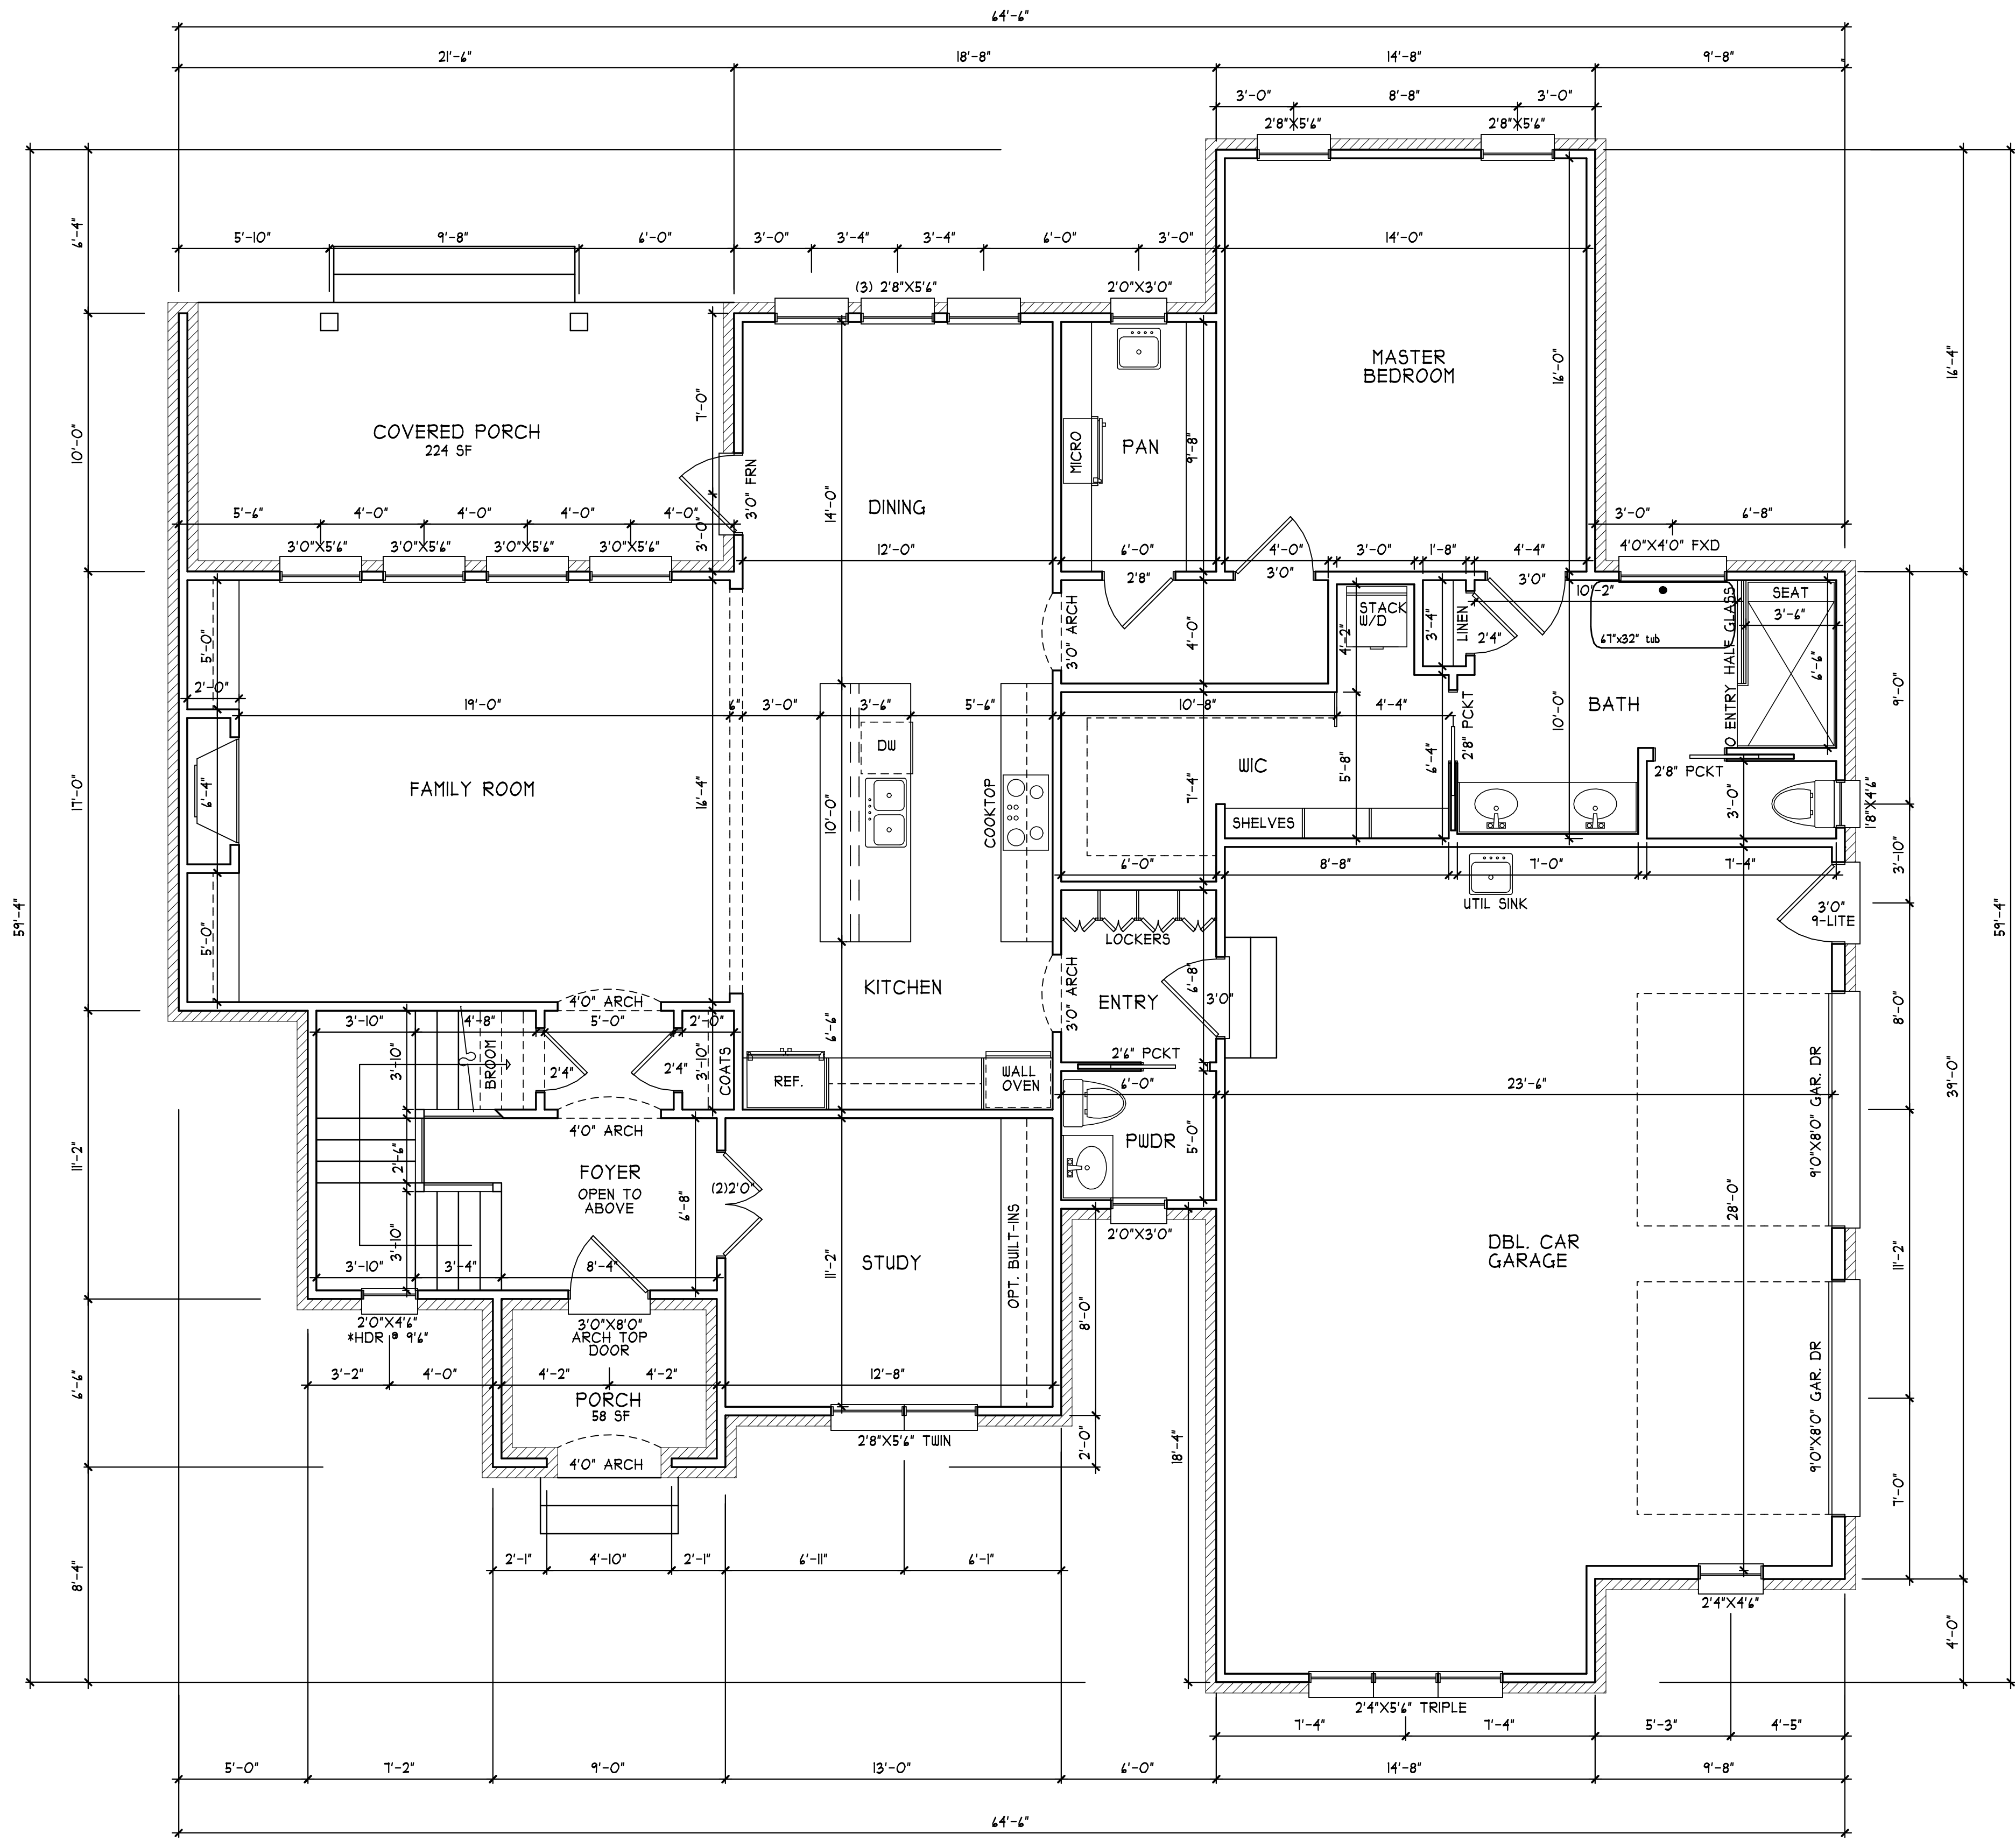 64'-6"
21'-6" 18'-8" 14'-8" 9'-8"
3'-0" 8'-8" 3'-0"
2'8"X5'6" 2'8"X5'6"
6'-4"
5'-10" 9'-8" 6'-0" 3'-0" 3'-4" 3'-4" 6'-0" 3'-0" 14'-0"
(3) 2'8"X5'6" 2'0"X3'0"
MASTER
BEDROOM
16'-0"
16'-4"
COVERED PORCH
224 SF
10'-0"
7'-0"
MICRO
PAN
9'-8"
3'0" FRN
DINING
14'-0"
5'-6" 4'-0" 4'-0" 4'-0" 4'-0"
3'-0"
3'-0" 6'-8"
3'0"X5'6" 3'0"X5'6" 3'0"X5'6" 3'0"X5'6"
4'0"X4'0" FXD
12'-0" 6'-0" 4'-0" 3'-0" 1'-8" 4'-4"
2'8" 3'0" 3'0"
10'-2"
SEAT
3'-6"
STACK
W/D
LINEN
3'-4"
4'-2"
2'4"
67"x32" tub
O ENTRY HALF GLASS
6'-6"
3'0" ARCH
4'-0"
5'-0"
2'-0"
19'-0" 6" 3'-0" 3'-6" 5'-6" 10'-8" 4'-4"
2'8" PCKT
10'-0"
BATH
9'-0"
DW
FAMILY ROOM
6'-4"
16'-4"
17'-0"
10'-0"
COOKTOP
WIC
7'-4"
5'-8"
6'-4"
2'8" PCKT
3'-0"
1'8"X4'6"
SHELVES
3'-10"
6'-0" 8'-8" 7'-0" 7'-4"
UTIL SINK
3'0"
9-LITE
59'-4"
59'-4"
5'-0"
LOCKERS
KITCHEN
3'0" ARCH
ENTRY
6'-8"
3'0"
8'-0"
4'0" ARCH
3'-10" 4'-8" 5'-0" 2'-0"
6'-6"
3'-10"
BROOM
2'4" 2'4"
3'-10"
COATS
REF.
WALL
OVEN
2'6" PCKT
6'-0"
23'-6"
9'0"X8'0" GAR. DR
39'-0"
4'0" ARCH
PWDR
5'-0"
11'-2"
2'-6"
FOYER
OPEN TO
ABOVE
(2)2'0"
6'-8"
28'-0"
2'0"X3'0"
3'-10"
3'-10" 3'-4" 8'-4"
11'-2"
STUDY
OPT. BUILT-INS
DBL. CAR
GARAGE
11'-2"
2'0"X4'6"
*HDR @ 9'6"
3'0"X8'0"
ARCH TOP
DOOR
8'-0"
3'-2" 4'-0" 4'-2" 4'-2" 12'-8"
6'-6"
PORCH
58 SF
9'0"X8'0" GAR. DR
4'0" ARCH
2'8"X5'6" TWIN
2'-0"
18'-4"
7'-0"
2'-1" 4'-10" 2'-1" 6'-11" 6'-1"
8'-4"
2'4"X4'6"
4'-0"
2'4"X5'6" TRIPLE
7'-4" 7'-4" 5'-3" 4'-5"
5'-0" 7'-2" 9'-0" 13'-0" 6'-0" 14'-8" 9'-8"
64'-6"